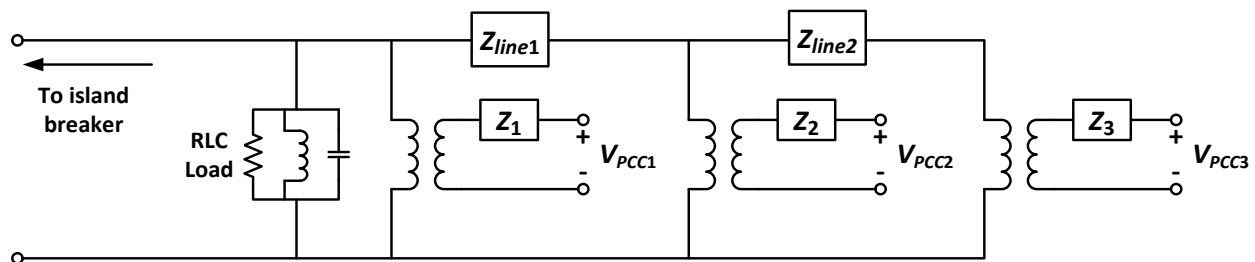 Zline1
Zline2
To island
breaker
RLC
Load
Z1
+
VPCC1
-
Z2
+
VPCC2
-
Z3
+
VPCC3
-